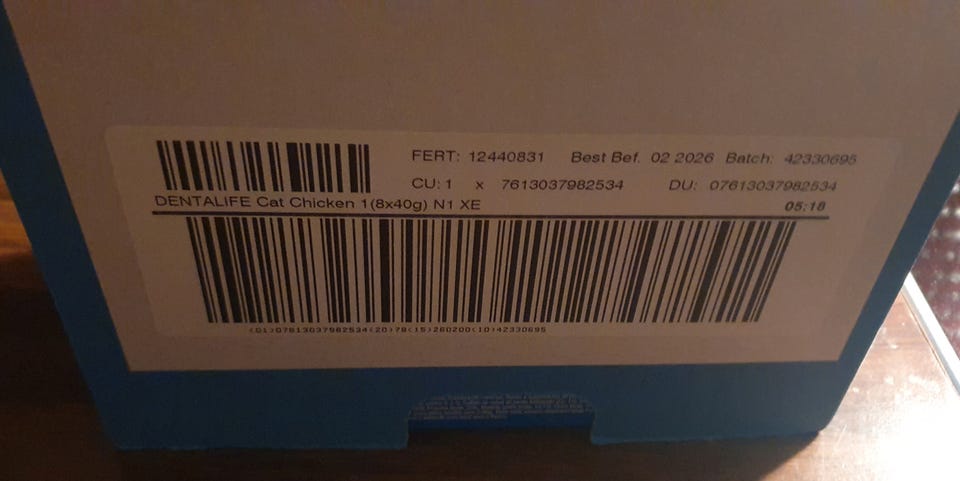 FERT: 12440831 Best Bef. 02 2026 Batch: 42330695
CU: 1 x 7613037982534 DU: 07613037982534
DENTALIFE Cat Chicken 1(8x40g) N1 XE 05:18
(01)07613037982534(20)78(15)260200(10)42330695